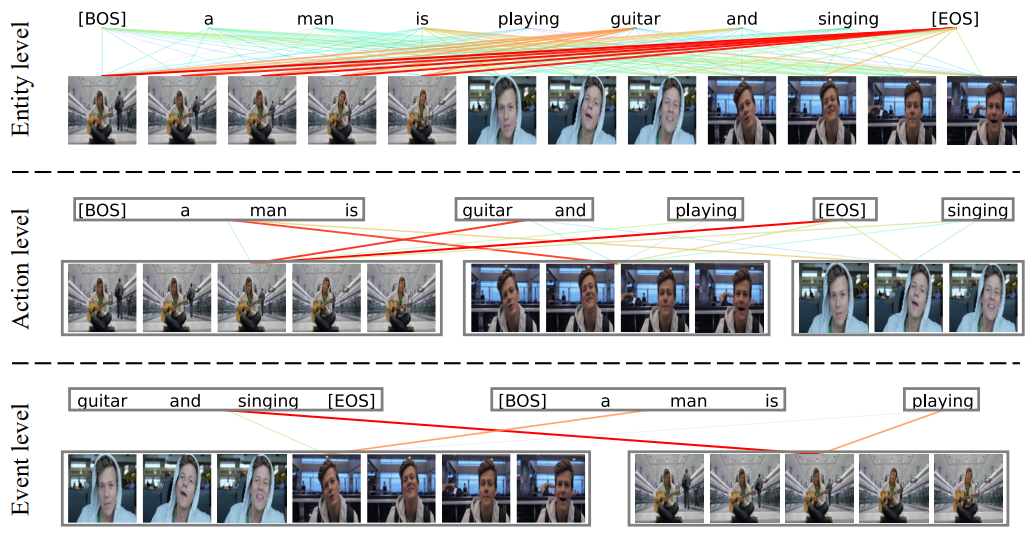 Entity level
[BOS] a man is playing guitar and singing [EOS]
Action level
[BOS] a man is guitar and playing [EOS] singing
Event level
guitar and singing [EOS] [BOS] a man is playing